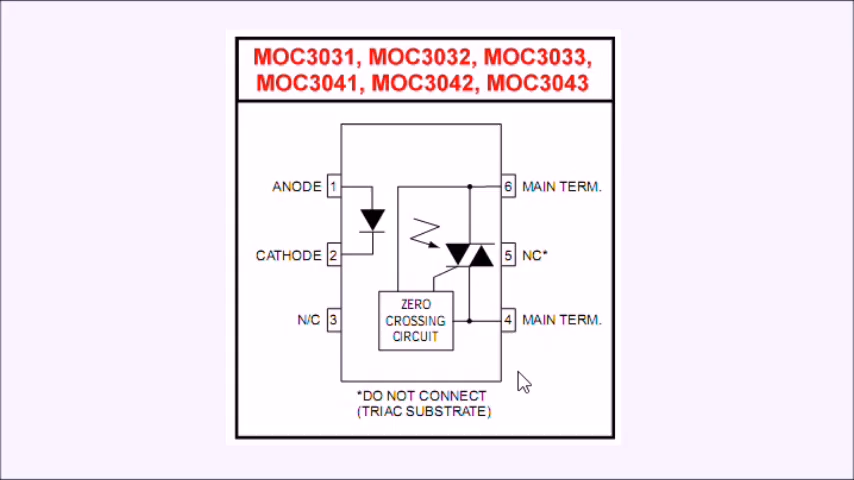 MOC3031, MOC3032, MOC3033,
MOC3041, MOC3042, MOC3043
ANODE 1
6 MAIN TERM.
CATHODE 2
5 NC*
N/C 3
4 MAIN TERM.
ZERO
CROSSING
CIRCUIT
*DO NOT CONNECT
(TRIAC SUBSTRATE)